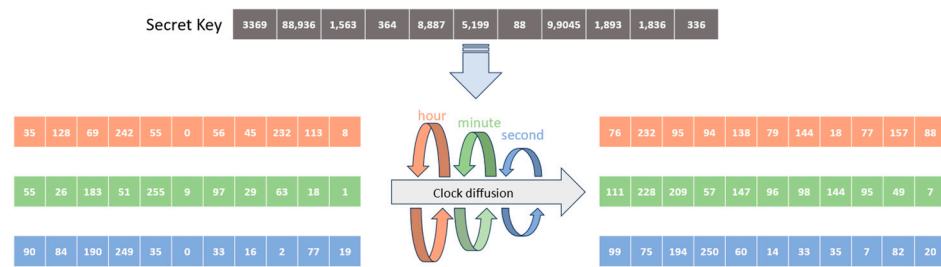 Secret Key 3369 88,936 1,563 364 8,887 5,199 88 9,9045 1,893 1,836 336
hour
minute
second
35 128 69 242 55 0 56 45 232 113 8
76 232 95 94 138 79 144 18 77 157 88
55 26 183 51 255 9 97 29 63 18 1
Clock diffusion
111 228 209 57 147 96 98 144 95 49 7
90 84 190 249 35 0 33 16 2 77 19
99 75 194 250 60 14 33 35 7 82 20